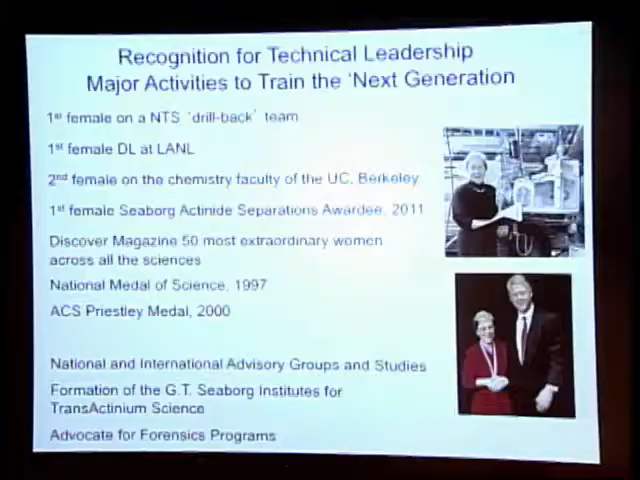 Recognition for Technical Leadership
Major Activities to Train the ‘Next Generation
1st female on a NTS ‘drill-back’ team
1st female DL at LANL
2nd female on the chemistry faculty of the UC, Berkeley
1st female Seaborg Actinide Separations Awardee, 2011
Discover Magazine 50 most extraordinary women
across all the sciences
National Medal of Science, 1997
ACS Priestley Medal, 2000
National and International Advisory Groups and Studies
Formation of the G.T. Seaborg Institutes for
TransActinium Science
Advocate for Forensics Programs